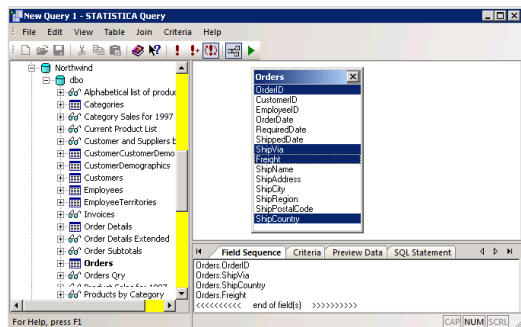 New Query 1 - STATISTICA Query
File Edit View Table Join Criteria Help
Northwind
dbo
Alphabetical list of produc
Categories
Category Sales for 1997
Current Product List
Customer and Suppliers b
CustomerCustomerDemo
CustomerDemographics
Customers
Employees
EmployeeTerritories
Invoices
Order Details
Order Details Extended
Order Subtotals
Orders
Orders Qry
Product Sales for 1997
Products by Category
Orders
OrderID
CustomerID
EmployeeID
OrderDate
RequiredDate
ShippedDate
ShipVia
Freight
ShipName
ShipAddress
ShipCity
ShipRegion
ShipPostalCode
ShipCountry
Field Sequence Criteria Preview Data SQL Statement
Orders.OrderID
Orders.ShipVia
Orders.ShipCountry
Orders.Freight
<<<<<<<<<< end of field(s) >>>>>>>>>>
For Help, press F1
CAP NUM SCRL